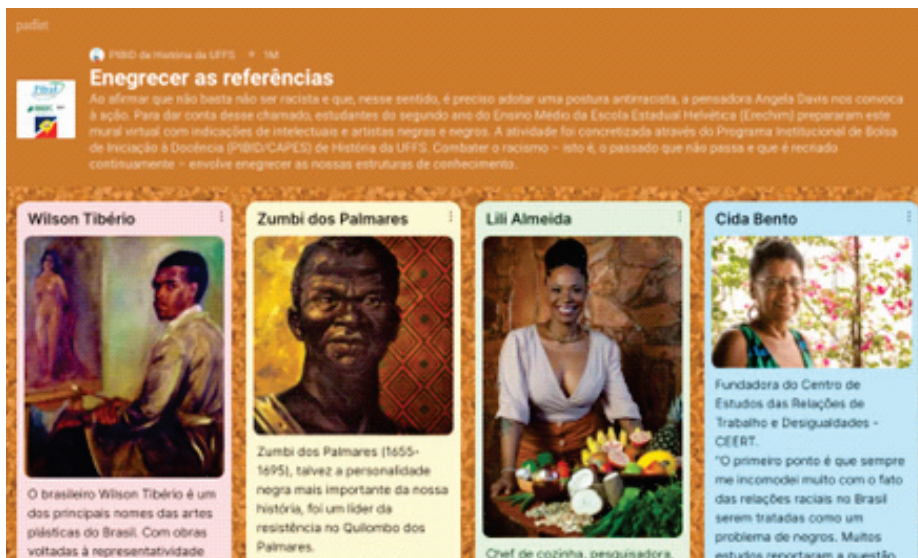 padlet
PIBID de História da UFFS + 1M
Enegrecer as referências
Ao afirmar que não basta não ser racista e que, nesse sentido, é preciso adotar uma postura antirracista, a pensadora Angela Davis nos convoca
à ação. Para dar conta desse chamado, estudantes do segundo ano do Ensino Médio da Escola Estadual Helvética (Erechim) prepararam este
mural virtual com indicações de intelectuais e artistas negras e negros. A atividade foi concretizada através do Programa Institucional de Bolsa
de Iniciação à Docência (PIBID/CAPES) de História da UFFS. Combater o racismo – isto é, o passado que não passa e que é recriado
continuamente – envolve enegrecer as nossas estruturas de conhecimento.
Wilson Tibério
O brasileiro Wilson Tibério é um
dos principais nomes das artes
plásticas do Brasil. Com obras
voltadas à representatividade
Zumbi dos Palmares
Zumbi dos Palmares (1655-
1695), talvez a personalidade
negra mais importante da nossa
história, foi um líder da
resistência no Quilombo dos
Palmares.
Lili Almeida
Chef de cozinha, pesquisadora,
Cida Bento
Fundadora do Centro de
Estudos das Relações de
Trabalho e Desigualdades -
CEERT.
"O primeiro ponto é que sempre
me incomodei muito com o fato
das relações raciais no Brasil
serem tratadas como um
problema de negros. Muitos
estudos reportaram a questão